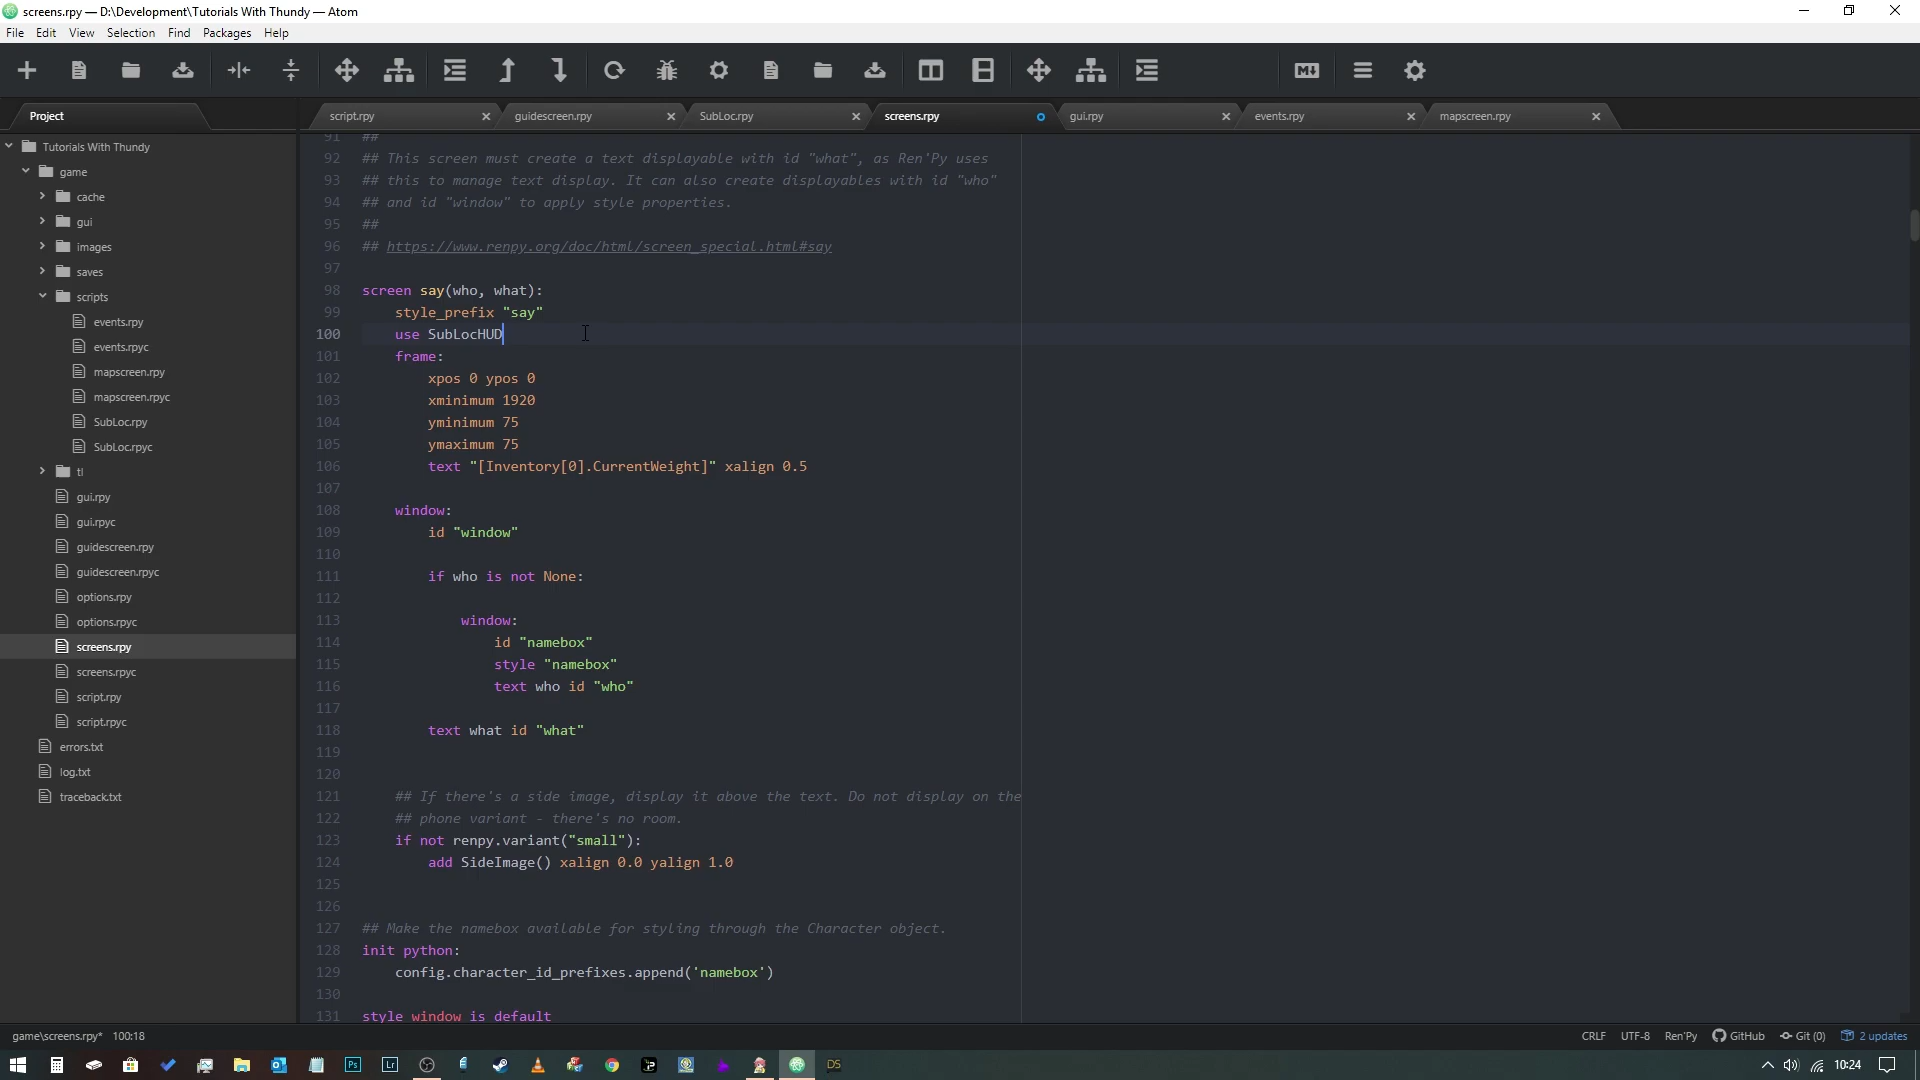 screens.rpy — D:\Development\Tutorials With Thundy — Atom
File Edit View Selection Find Packages Help
Project
script.rpy guidescreen.rpy SubLoc.rpy screens.rpy gui.rpy events.rpy mapscreen.rpy
Tutorials With Thundy
game
cache
gui
images
saves
scripts
events.rpy
events.rpyc
mapscreen.rpy
mapscreen.rpyc
SubLoc.rpy
SubLoc.rpyc
tl
gui.rpy
gui.rpyc
guidescreen.rpy
guidescreen.rpyc
options.rpy
options.rpyc
screens.rpy
screens.rpyc
script.rpy
script.rpyc
errors.txt
log.txt
traceback.txt
91 ##
92 ## This screen must create a text displayable with id "what", as Ren'Py uses
93 ## this to manage text display. It can also create displayables with id "who"
94 ## and id "window" to apply style properties.
95 ##
96 ## https://www.renpy.org/doc/html/screen_special.html#say
97
98 screen say(who, what):
99 style_prefix "say"
100 use SubLocHUD
101 frame:
102 xpos 0 ypos 0
103 xminimum 1920
104 yminimum 75
105 ymaximum 75
106 text "[Inventory[0].CurrentWeight]" xalign 0.5
107
108 window:
109 id "window"
110
111 if who is not None:
112
113 window:
114 id "namebox"
115 style "namebox"
116 text who id "who"
117
118 text what id "what"
119
120
121 ## If there's a side image, display it above the text. Do not display on the
122 ## phone variant - there's no room.
123 if not renpy.variant("small"):
124 add SideImage() xalign 0.0 yalign 1.0
125
126
127 ## Make the namebox available for styling through the Character object.
128 init python:
129 config.character_id_prefixes.append('namebox')
130
131 style window is default
game\screens.rpy* 100:18 CRLF UTF-8 Ren'Py GitHub Git (0) 2 updates
Ps Lr DS 10:24